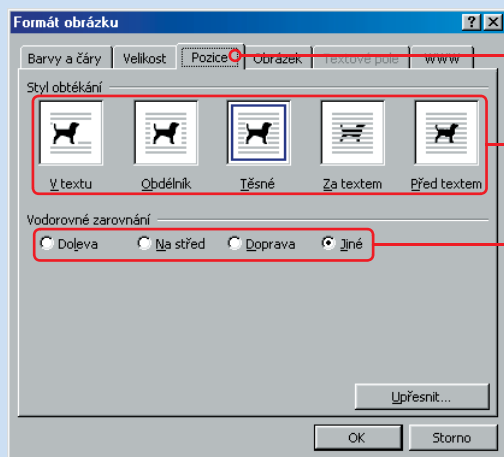 Formát obrázku
Barvy a čáry Velikost Pozice Obrázek Textové pole WWW
Styl obtékání
V textu Obdélník Těsné Za textem Před textem
Vodorovné zarovnání
Doleva Na střed Doprava Jiné
Upřesnit...
OK Storno